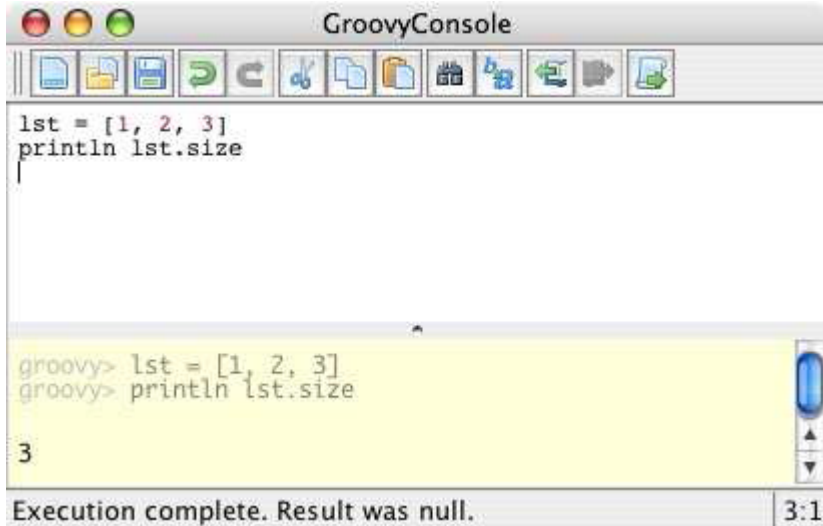 GroovyConsole
lst = [1, 2, 3]
println lst.size
groovy> lst = [1, 2, 3]
groovy> println lst.size
3
Execution complete. Result was null.
3:1